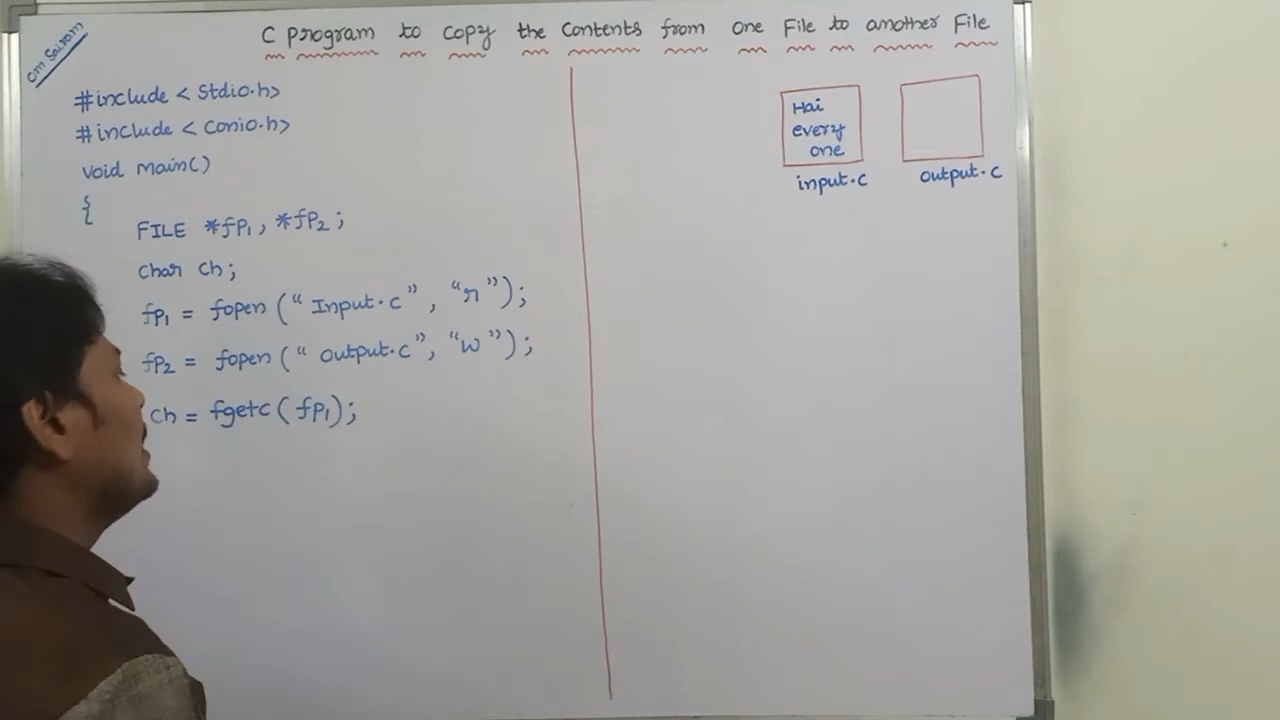 Om Sairam
C program to copy the Contents from one File to another File
#include < Stdio.h>
#include < Conio.h>
void main()
{
FILE *fp1, *fp2;
char ch;
fp1 = fopen (“ Input.c”, “r”);
fp2 = fopen (“ output.c”, “w”);
ch = fgetc( fp1);
Hai
every
one
input.c
output.c